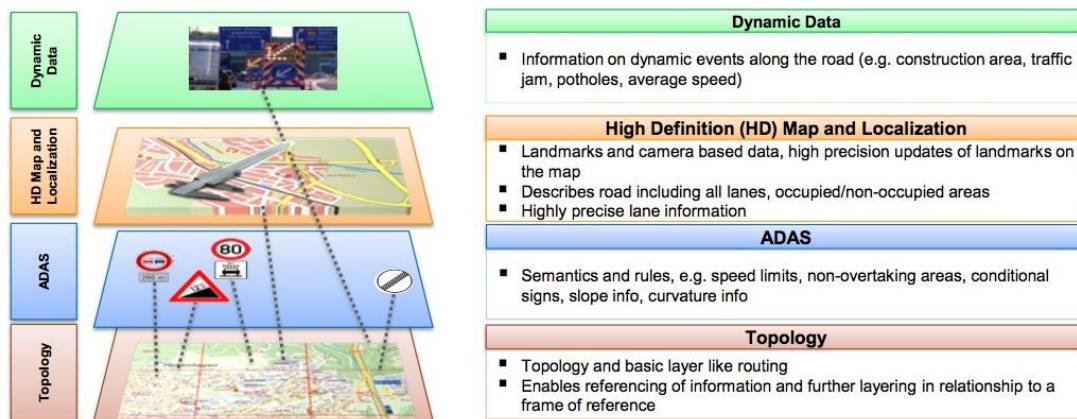 Dynamic
Data
Dynamic Data
▪ Information on dynamic events along the road (e.g. construction area, traffic
jam, potholes, average speed)
HD Map and
Localization
High Definition (HD) Map and Localization
▪ Landmarks and camera based data, high precision updates of landmarks on
the map
▪ Describes road including all lanes, occupied/non-occupied areas
▪ Highly precise lane information
ADAS
80
12%
ADAS
▪ Semantics and rules, e.g. speed limits, non-overtaking areas, conditional
signs, slope info, curvature info
Topology
Topology
▪ Topology and basic layer like routing
▪ Enables referencing of information and further layering in relationship to a
frame of reference